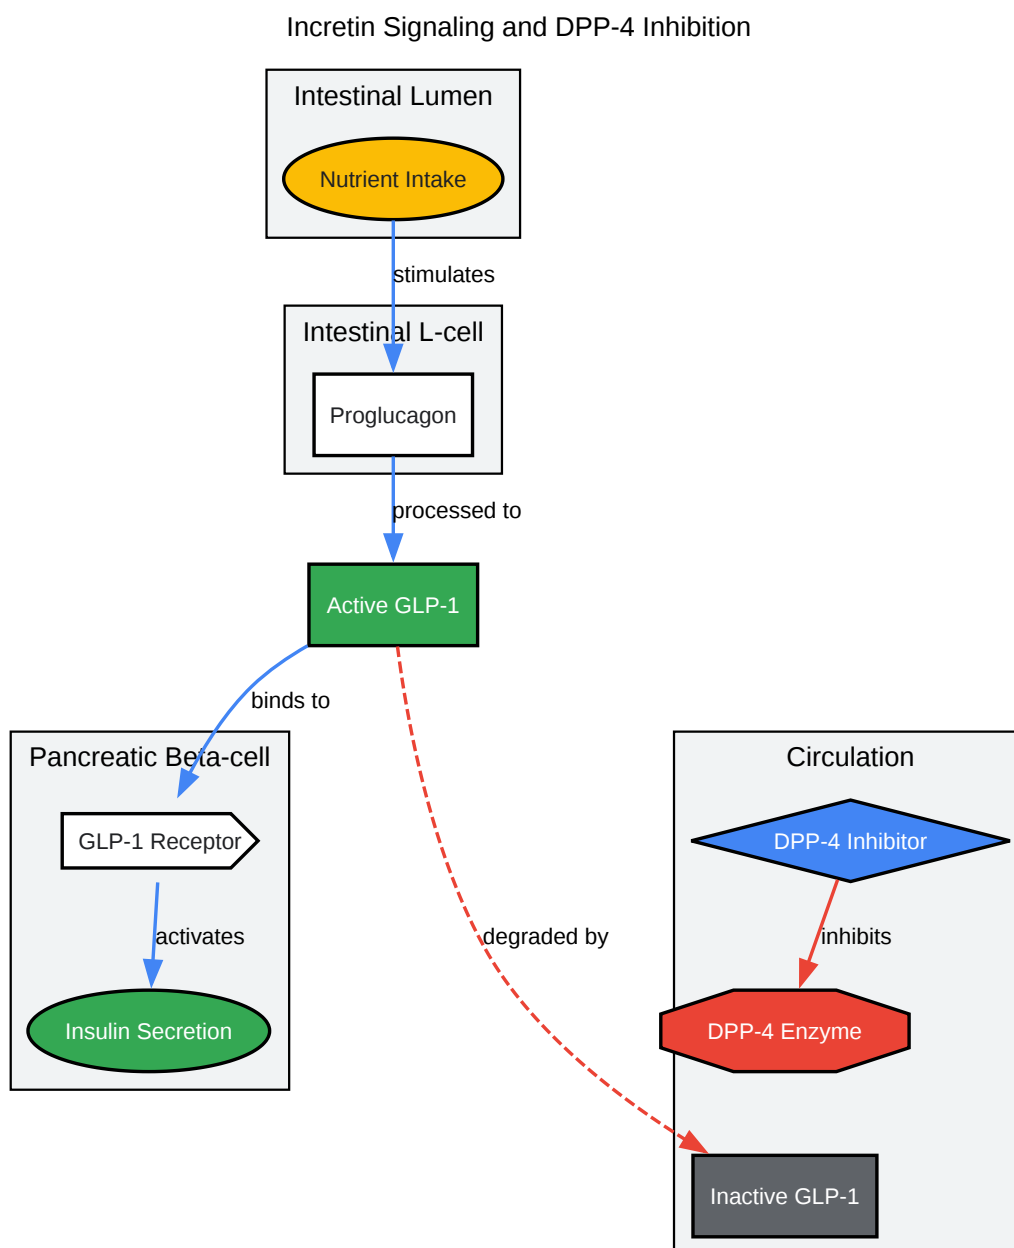 Incretin Signaling and DPP-4 Inhibition
Intestinal Lumen
Nutrient Intake
stimulates
Intestinal L-cell
Proglucagon
processed to
Active GLP-1
binds to
Pancreatic Beta-cell
GLP-1 Receptor
activates
Insulin Secretion
degraded by
Circulation
DPP-4 Inhibitor
inhibits
DPP-4 Enzyme
Inactive GLP-1